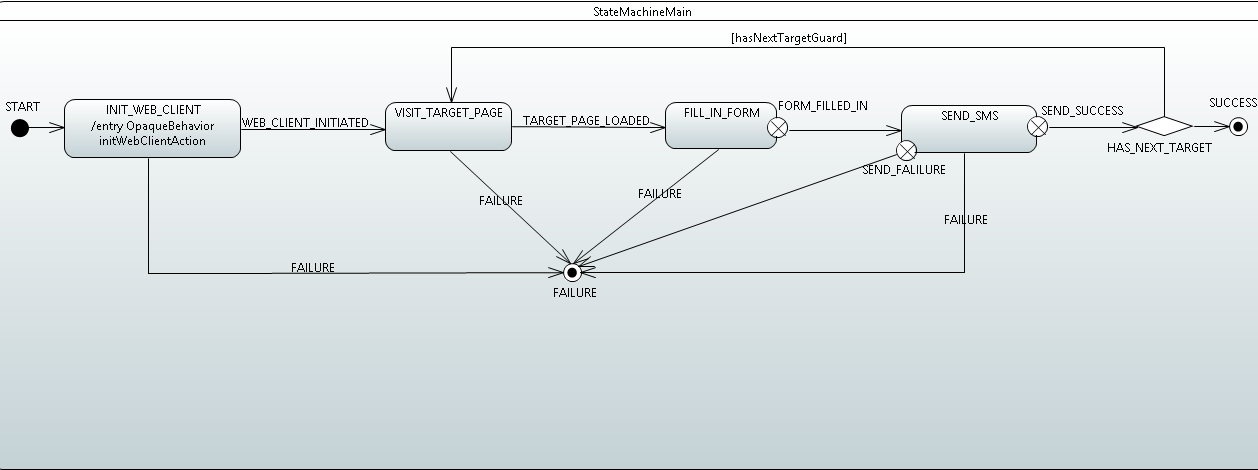 StateMachineMain
[hasNextTargetGuard]
START
INIT_WEB_CLIENT
/entry OpaqueBehavior
initWebClientAction
WEB_CLIENT_INITIATED
VISIT_TARGET_PAGE
TARGET_PAGE_LOADED
FILL_IN_FORM
FORM_FILLED_IN
SEND_SMS
SEND_SUCCESS
SUCCESS
HAS_NEXT_TARGET
SEND_FALILURE
FAILURE
FAILURE
FAILURE
FAILURE
FAILURE